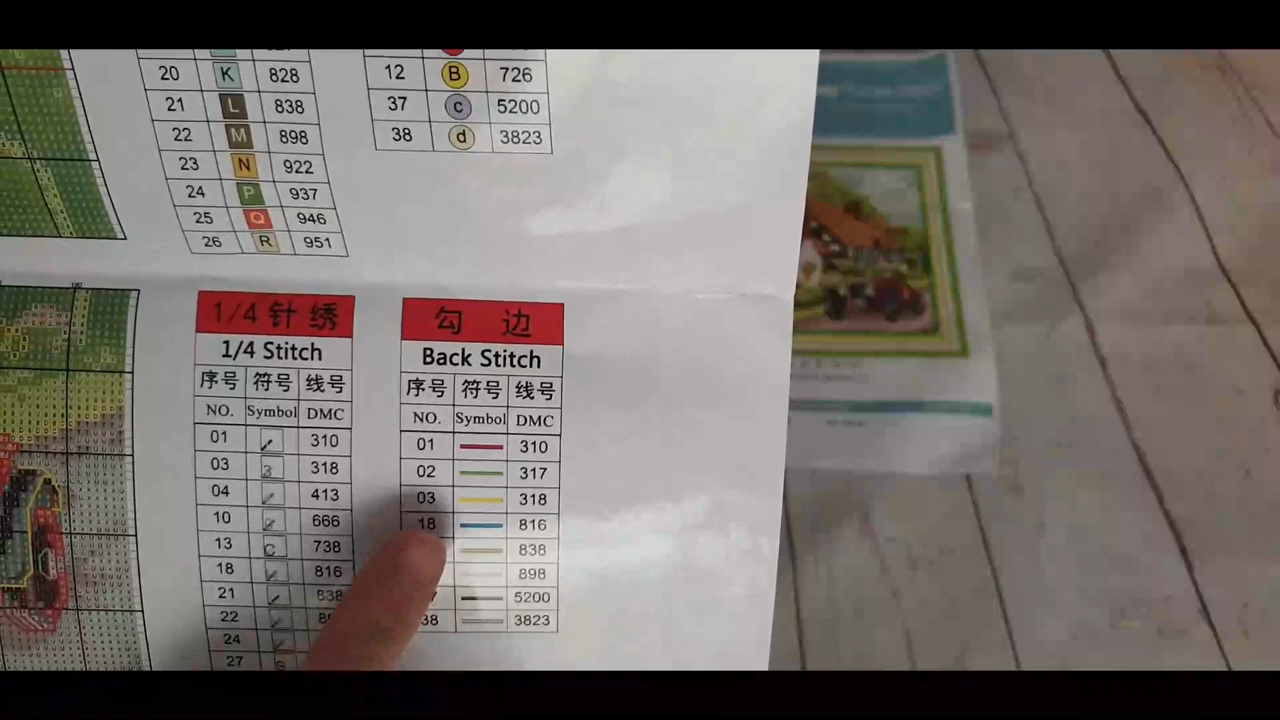 20 K 828
21 L 838
22 M 898
23 N 922
24 P 937
25 Q 946
26 R 951
12 B 726
37 c 5200
38 d 3823
1/4 针 绣
1/4 Stitch
序号 符号 线号
NO. Symbol DMC
01 310
03 3 318
04 413
10 666
13 C 738
18 816
21 838
22
24
27 S
勾 边
Back Stitch
序号 符号 线号
NO. Symbol DMC
01 310
02 317
03 318
18 816
838
898
5200
38 3823